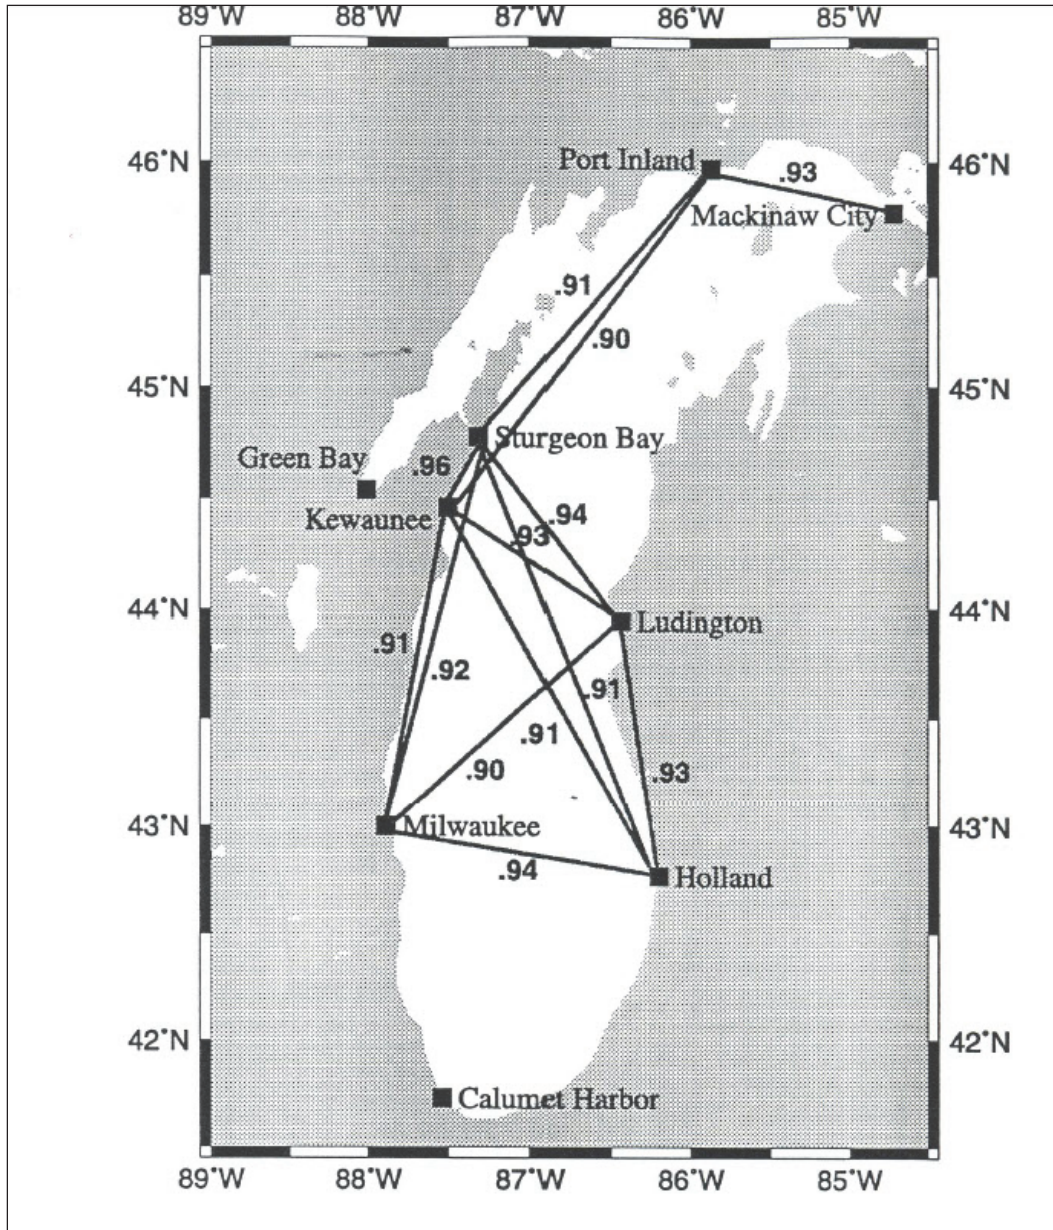 89°W 88°W 87°W 86°W 85°W
46°N Port Inland .93 46°N
Mackinaw City
.91
.90
45°N 45°N
Sturgeon Bay
Green Bay .96
Kewaunee .93 .94
44°N 44°N
Ludington
.91
.92
.91
.91
.90 .93
43°N Milwaukee 43°N
.94 Holland
42°N 42°N
Calumet Harbor
89°W 88°W 87°W 86°W 85°W